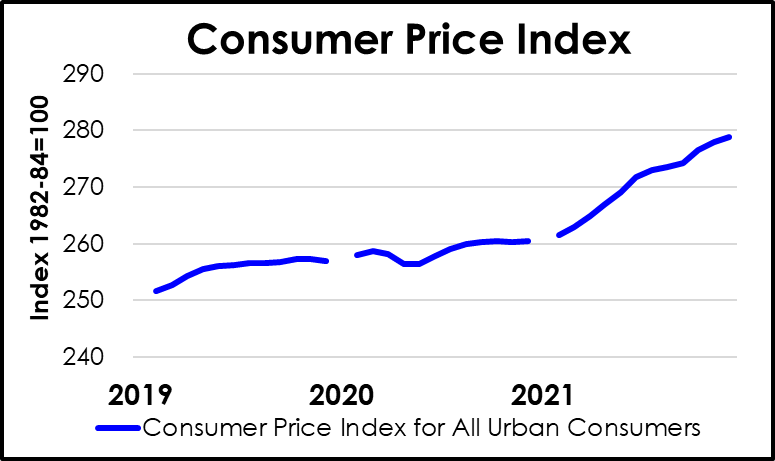 Consumer Price Index
Index 1982-84=100
290
280
270
260
250
240
2019 2020 2021
Consumer Price Index for All Urban Consumers